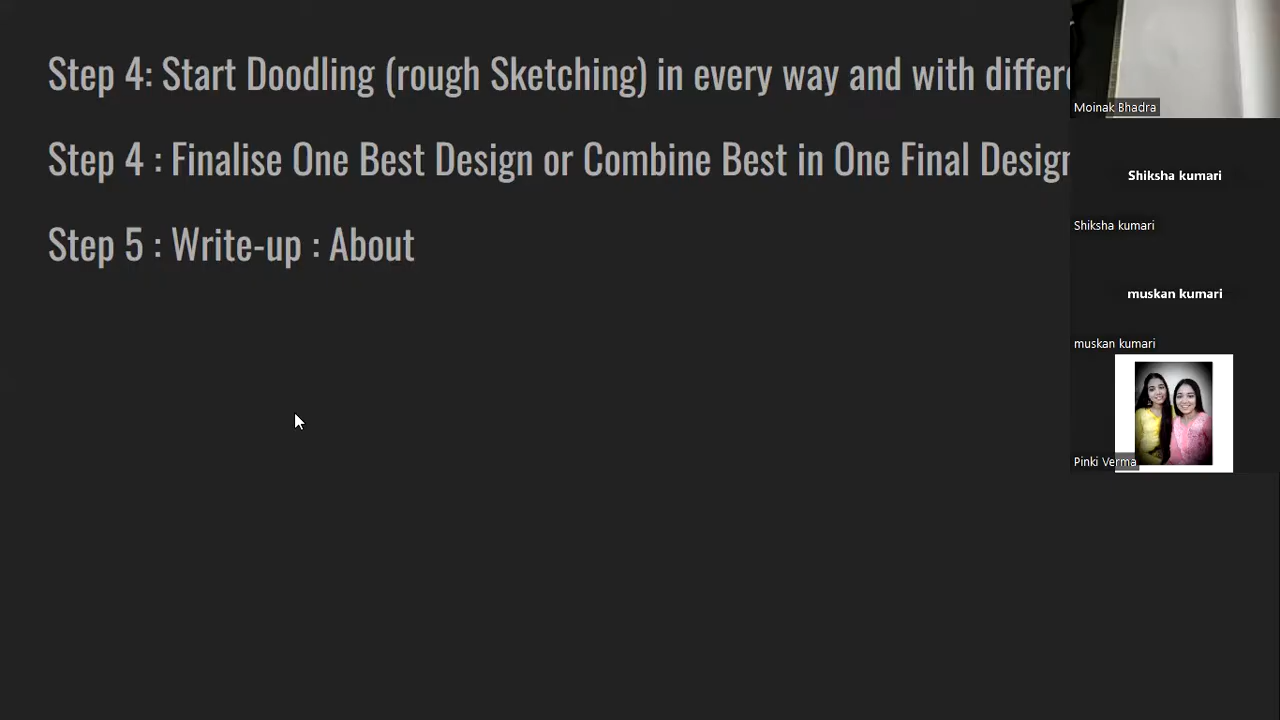 Step 4: Start Doodling (rough Sketching) in every way and with differe
Step 4 : Finalise One Best Design or Combine Best in One Final Design
Step 5 : Write-up : About
Moinak Bhadra
Shiksha kumari
Shiksha kumari
muskan kumari
muskan kumari
Pinki Verma